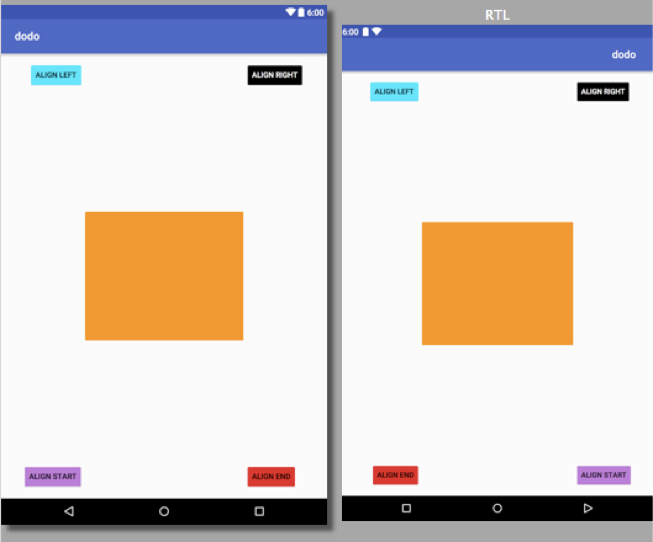 6:00
dodo
ALIGN LEFT
ALIGN RIGHT
ALIGN START
ALIGN END
RTL
6:00
dodo
ALIGN LEFT
ALIGN RIGHT
ALIGN END
ALIGN START